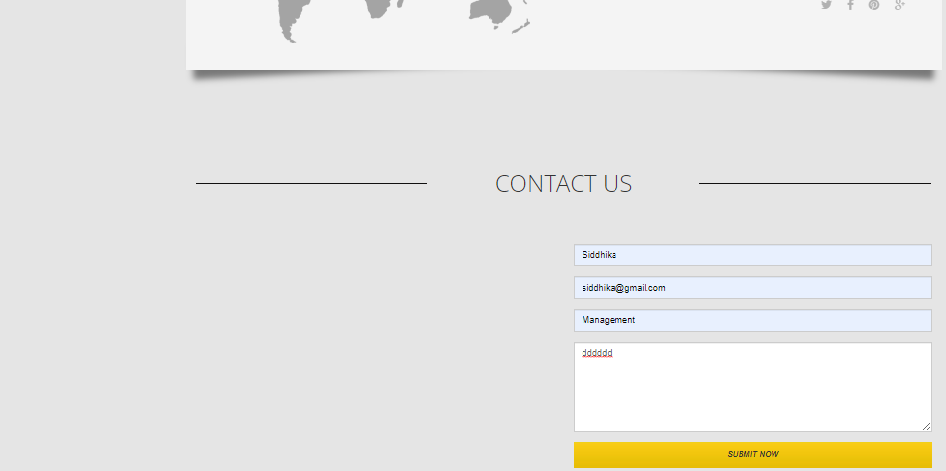 CONTACT US
Siddhika
siddhika@gmail.com
Management
dddddd
SUBMIT NOW